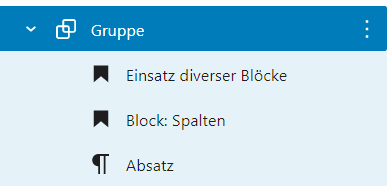 Gruppe
Einsatz diverser Blöcke
Block: Spalten
Absatz